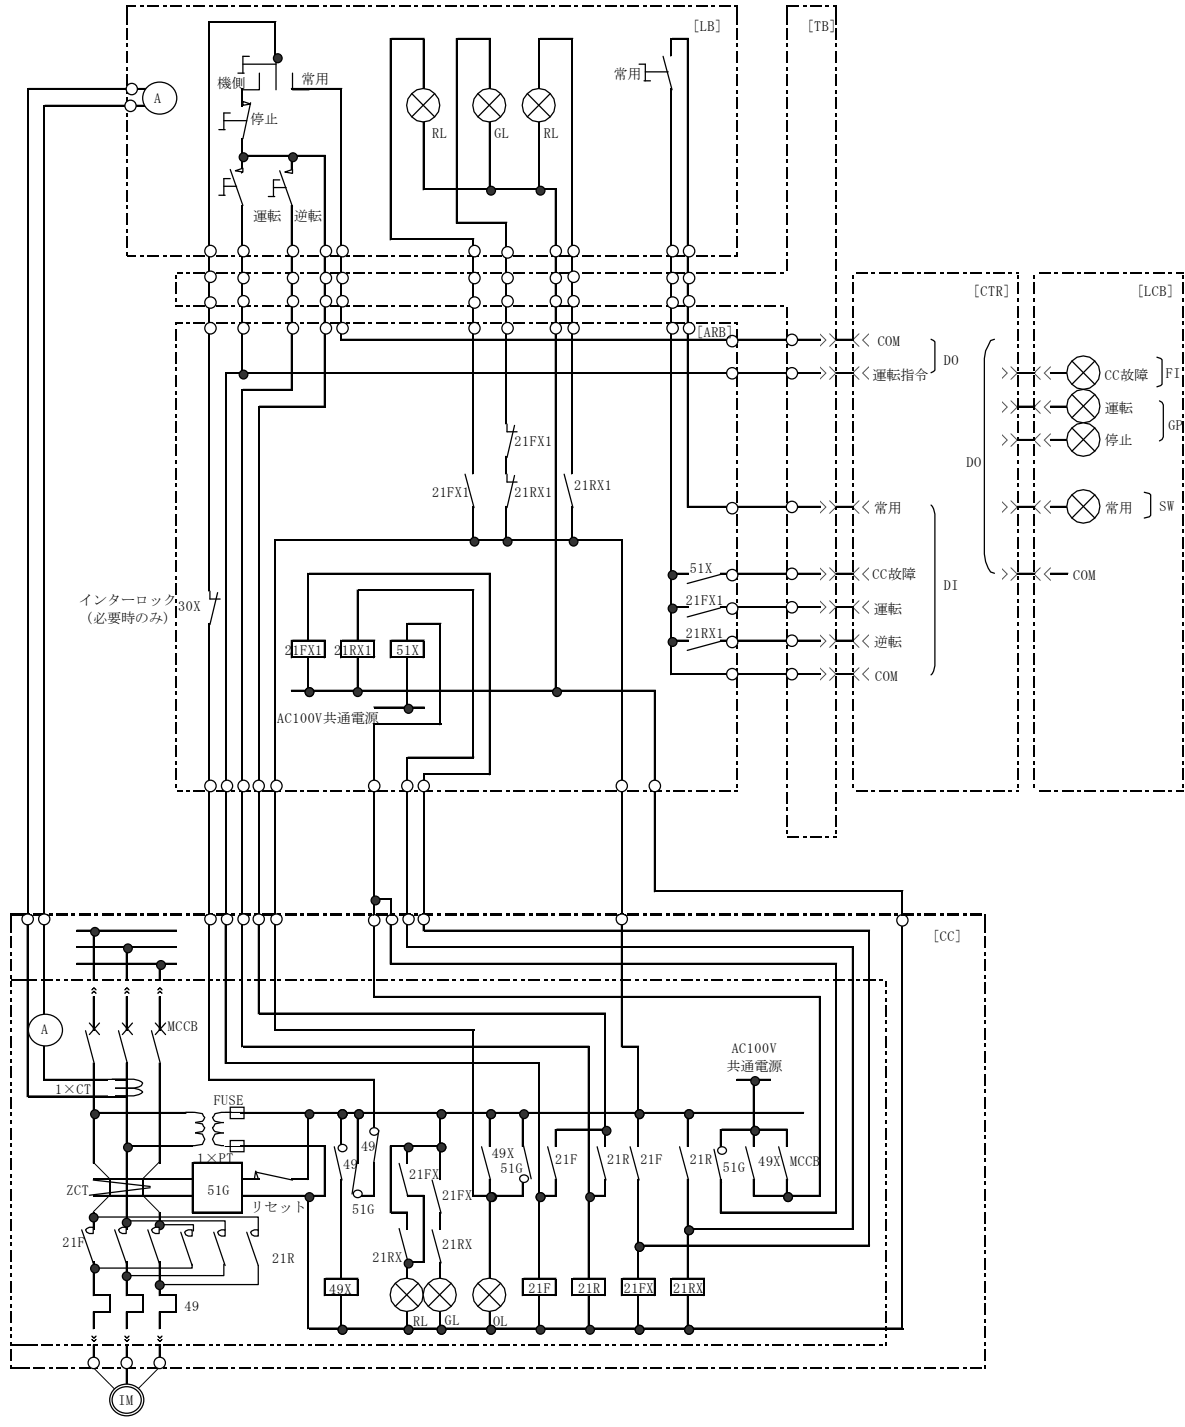 [LB]
[TB]
機側
常用
A
停止
運転 逆転
RL
GL
RL
常用
[ARB]
[CTR]
[LCB]
COM
DO
運転指令
CC故障
FI
運転
GP
停止
DO
常用
常用
SW
21FX1
21FX1
21RX1
21RX1
51X
CC故障
COM
21FX1
運転
DI
21RX1
逆転
COM
インターロック
(必要時のみ)
30X
21FX1
21RX1
51X
AC100V共通電源
[CC]
A
MCCB
1×CT
AC100V
共通電源
FUSE
1×PT
ZCT
51G
リセット
49
49
51G
21FX
21FX
21RX
21RX
49X
51G
21F
21R
21F
21R
51G
49X
MCCB
21F
21R
49
49X
RL
GL
OL
21F
21R
21FX
21RX
IM